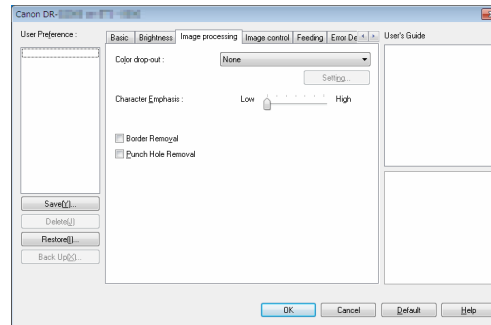 Canon DR-
User Preference :
Basic Brightness Image processing Image control Feeding Error De
User's Guide
Color drop-out : None
Setting...
Character Emphasis : Low High
Border Removal
Punch Hole Removal
Save(Y)...
Delete(J)
Restore(I)...
Back Up(X)...
OK Cancel Default Help